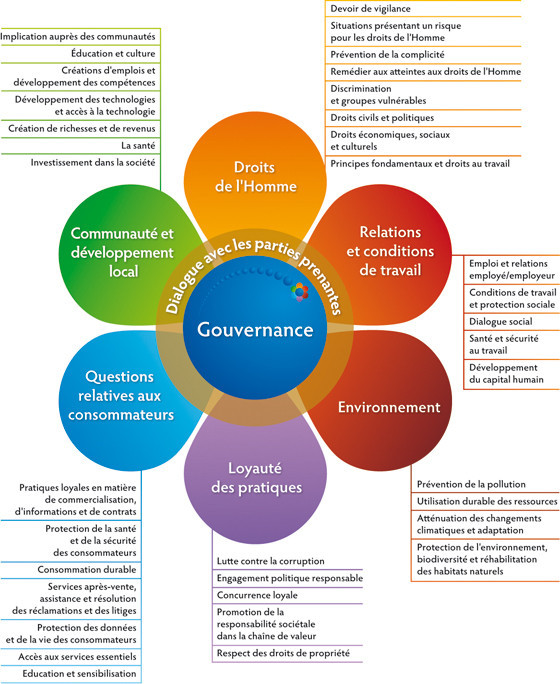 Devoir de vigilance
Situations présentant un risque
pour les droits de l'Homme
Prévention de la complicité
Remédier aux atteintes aux droits de l'Homme
Discrimination
et groupes vulnérables
Droits civils et politiques
Droits économiques, sociaux
et culturels
Principes fondamentaux et droits au travail
Implication auprès des communautés
Éducation et culture
Créations d'emplois et
développement des compétences
Développement des technologies
et accès à la technologie
Création de richesses et de revenus
La santé
Investissement dans la société
Droits
de l'Homme
Communauté et
développement
local
Relations
et conditions
de travail
Dialogue avec les parties prenantes
Gouvernance
Emploi et relations
employé/employeur
Conditions de travail
et protection sociale
Dialogue social
Santé et sécurité
au travail
Développement
du capital humain
Questions
relatives aux
consommateurs
Environnement
Loyauté
des pratiques
Pratiques loyales en matière
de commercialisation,
d'informations et de contrats
Protection de la santé
et de la sécurité
des consommateurs
Consommation durable
Services après-vente,
assistance et résolution
des réclamations et des litiges
Protection des données
et de la vie des consommateurs
Accès aux services essentiels
Education et sensibilisation
Lutte contre la corruption
Engagement politique responsable
Concurrence loyale
Promotion de la
responsabilité sociétale
dans la chaîne de valeur
Respect des droits de propriété
Prévention de la pollution
Utilisation durable des ressources
Atténuation des changements
climatiques et adaptation
Protection de l'environnement,
biodiversité et réhabilitation
des habitats naturels